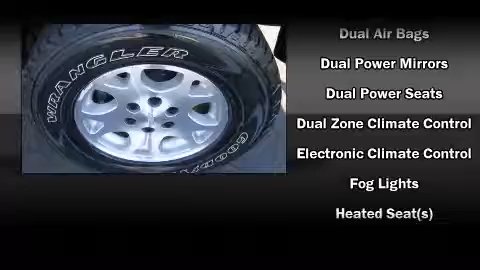 WRANGLER
GOODYEAR
Dual Air Bags
Dual Power Mirrors
Dual Power Seats
Dual Zone Climate Control
Electronic Climate Control
Fog Lights
Heated Seat(s)